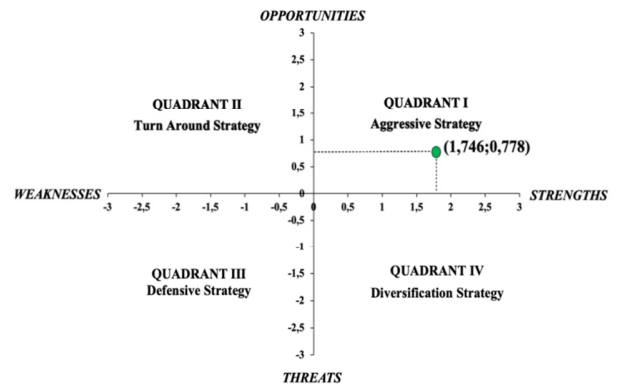 OPPORTUNITIES
3
2,5
2
QUADRANT II
QUADRANT I
1,5
Turn Around Strategy
Aggressive Strategy
1
(1,746;0,778)
0,5
WEAKNESSES
0
STRENGTHS
-3 -2,5 -2 -1,5 -1 -0,5 0 0,5 1 1,5 2 2,5 3
-0,5
-1
QUADRANT III
QUADRANT IV
-1,5
Defensive Strategy
Diversification Strategy
-2
-2,5
-3
THREATS